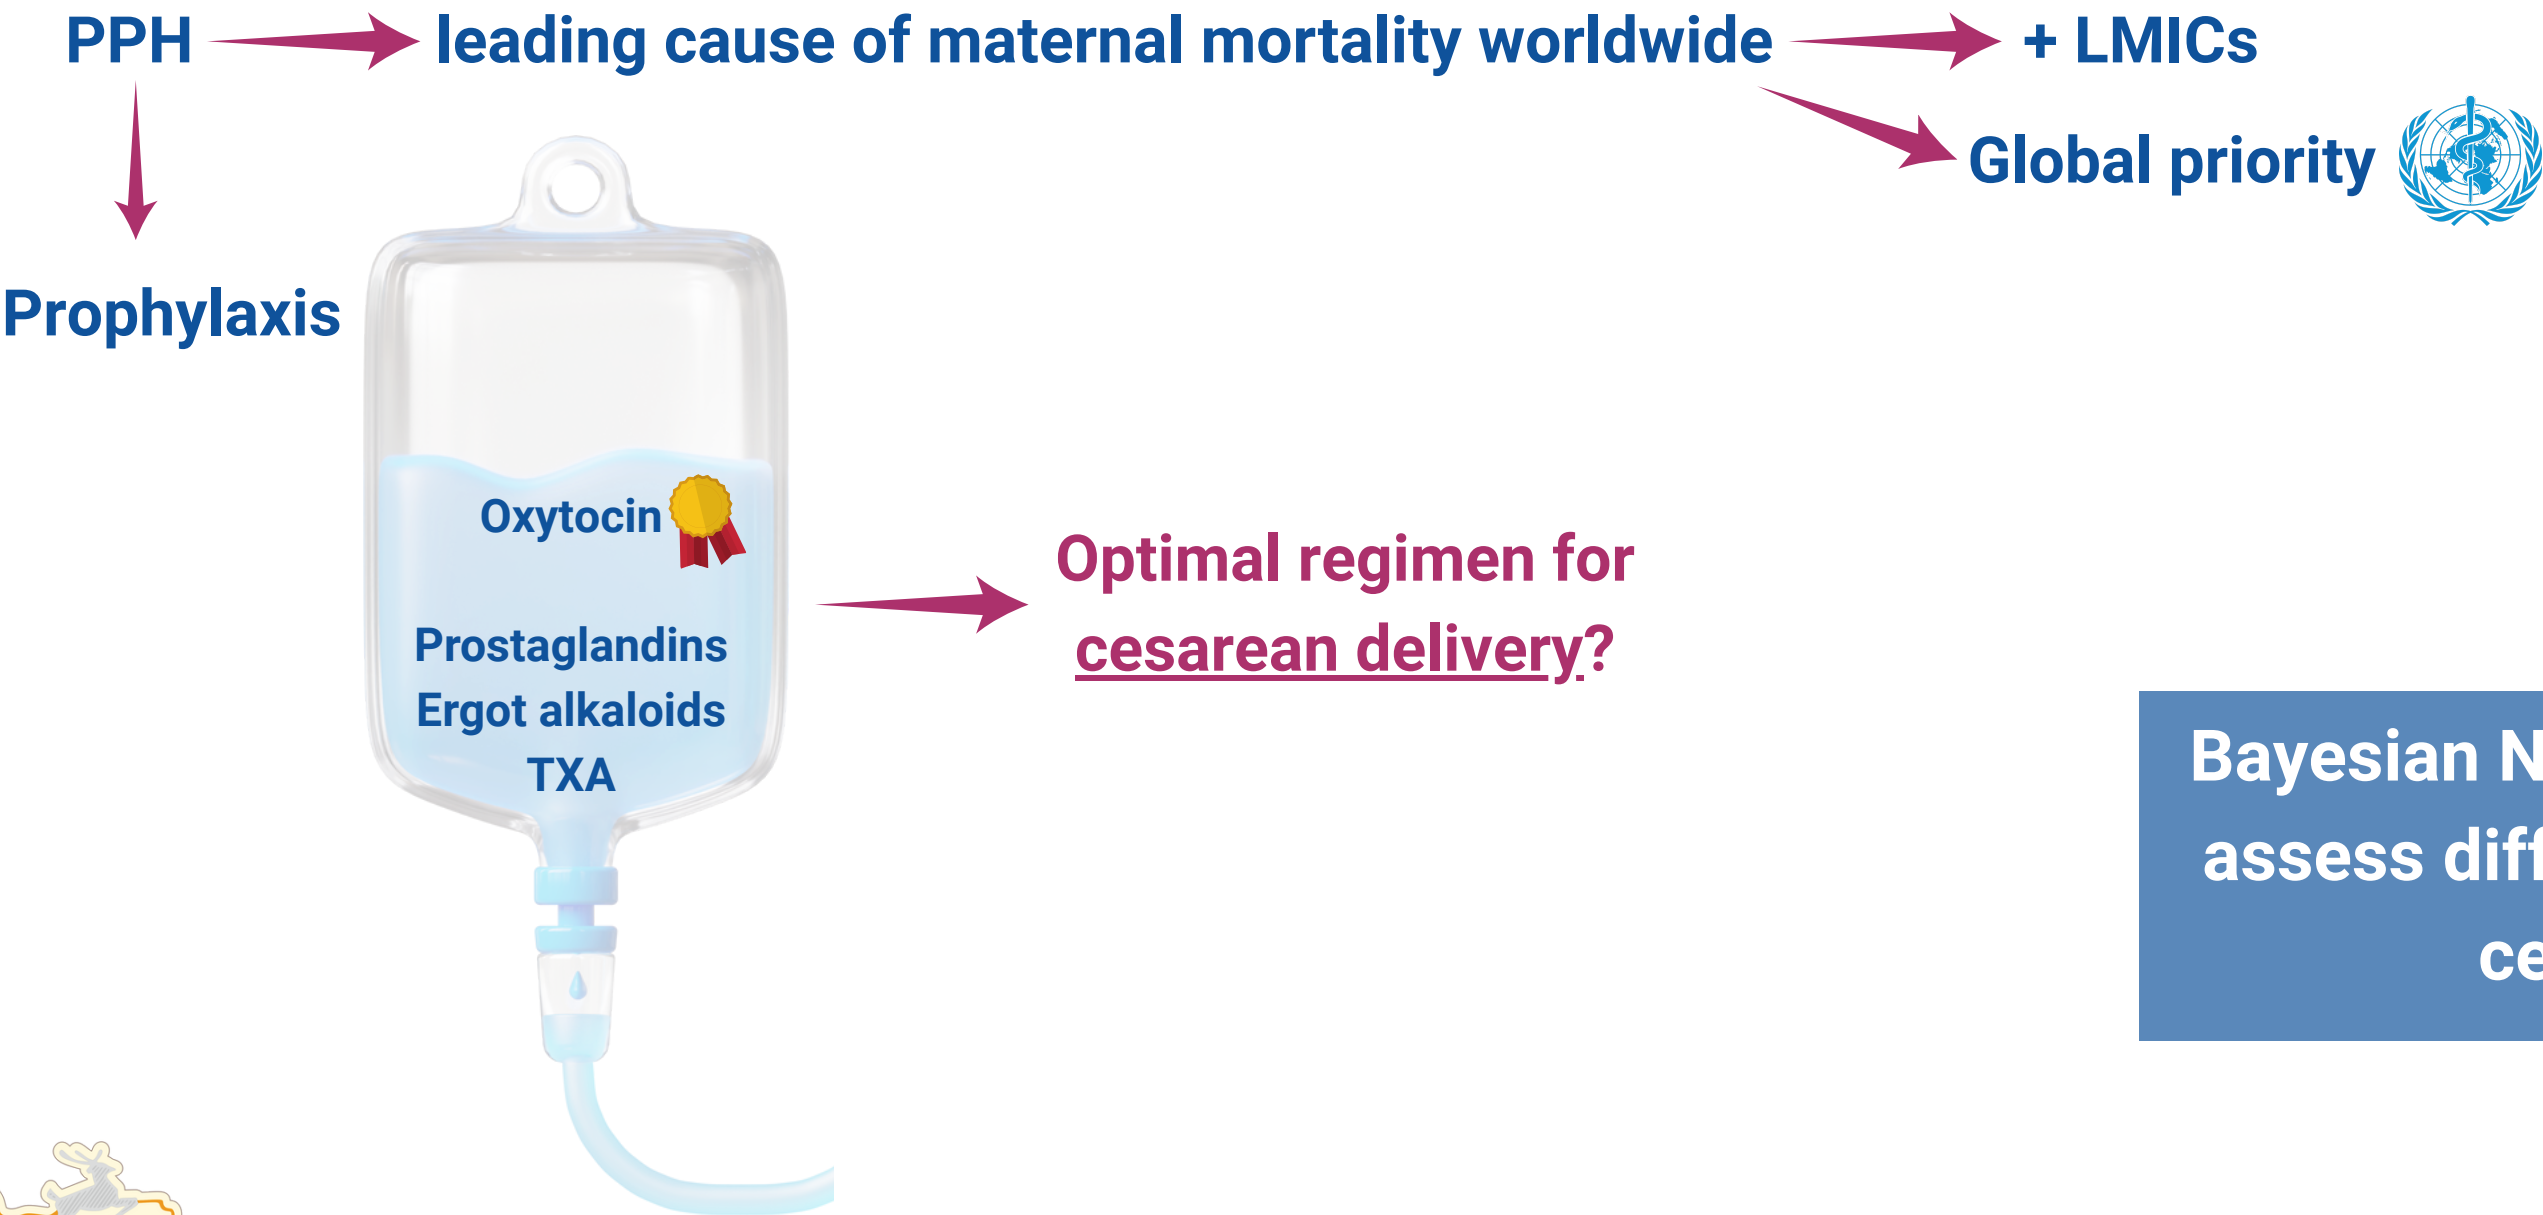 PPH leading cause of maternal mortality worldwide + LMICs
Global priority
Prophylaxis
Oxytocin
Prostaglandins
Ergot alkaloids
TXA
Optimal regimen for
cesarean delivery?
Bayesian
assess